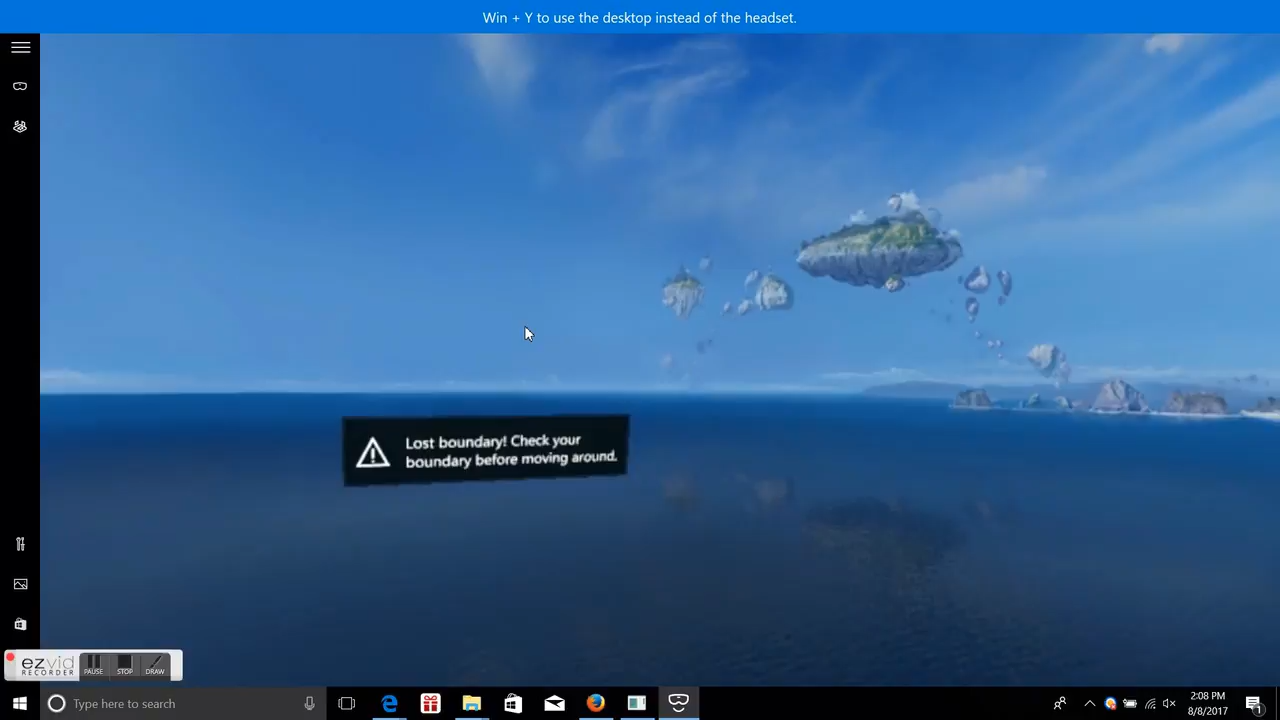 Win + Y to use the desktop instead of the headset.
Lost boundary! Check your
boundary before moving around.
ezvid
RECORDER
PAUSE
STOP
DRAW
Type here to search
2:08 PM
8/8/2017
1